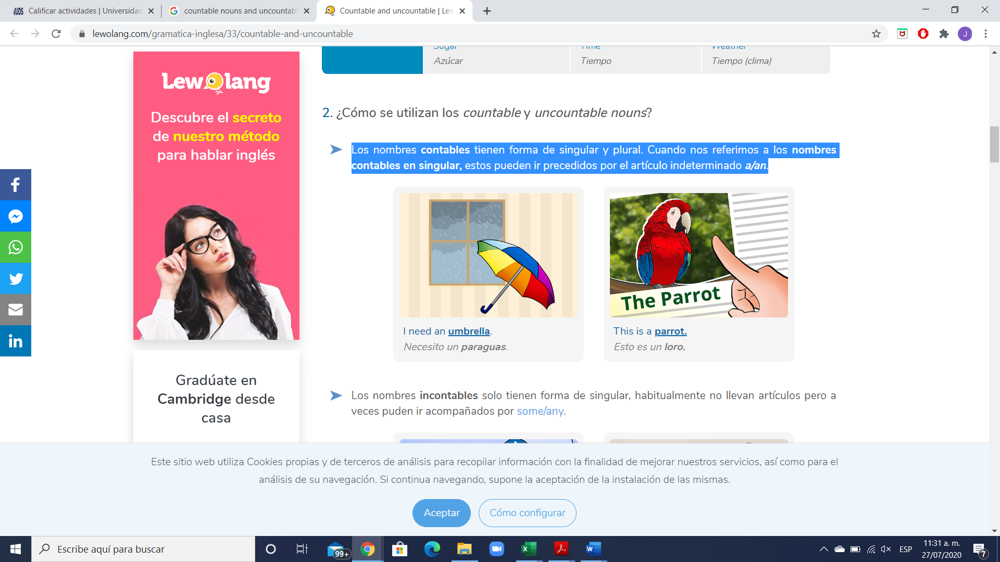 Calificar actividades | Universidad
countable nouns and uncountabl
Countable and uncountable | Lew
lewolang.com/gramatica-inglesa/33/countable-and-uncountable
J
Sugar
Time
Weather
Azúcar
Tiempo
Tiempo (clima)
Lewolang
Descubre el secreto
de nuestro método
para hablar inglés
Gradúate en
Cambridge desde
casa
2. ¿Cómo se utilizan los countable y uncountable nouns?
Los nombres contables tienen forma de singular y plural. Cuando nos referimos a los nombres
contables en singular, estos pueden ir precedidos por el artículo indeterminado a/an.
The Parrot
I need an umbrella.
Necesito un paraguas.
This is a parrot.
Esto es un loro.
Los nombres incontables solo tienen forma de singular, habitualmente no llevan artículos pero a
veces puden ir acompañados por some/any.
Este sitio web utiliza Cookies propias y de terceros de análisis para recopilar información con la finalidad de mejorar nuestros servicios, así como para el
análisis de su navegación. Si continua navegando, supone la aceptación de la instalación de las mismas.
Aceptar
Cómo configurar
Escribe aquí para buscar
99+
ESP
11:31 a. m.
27/07/2020
7